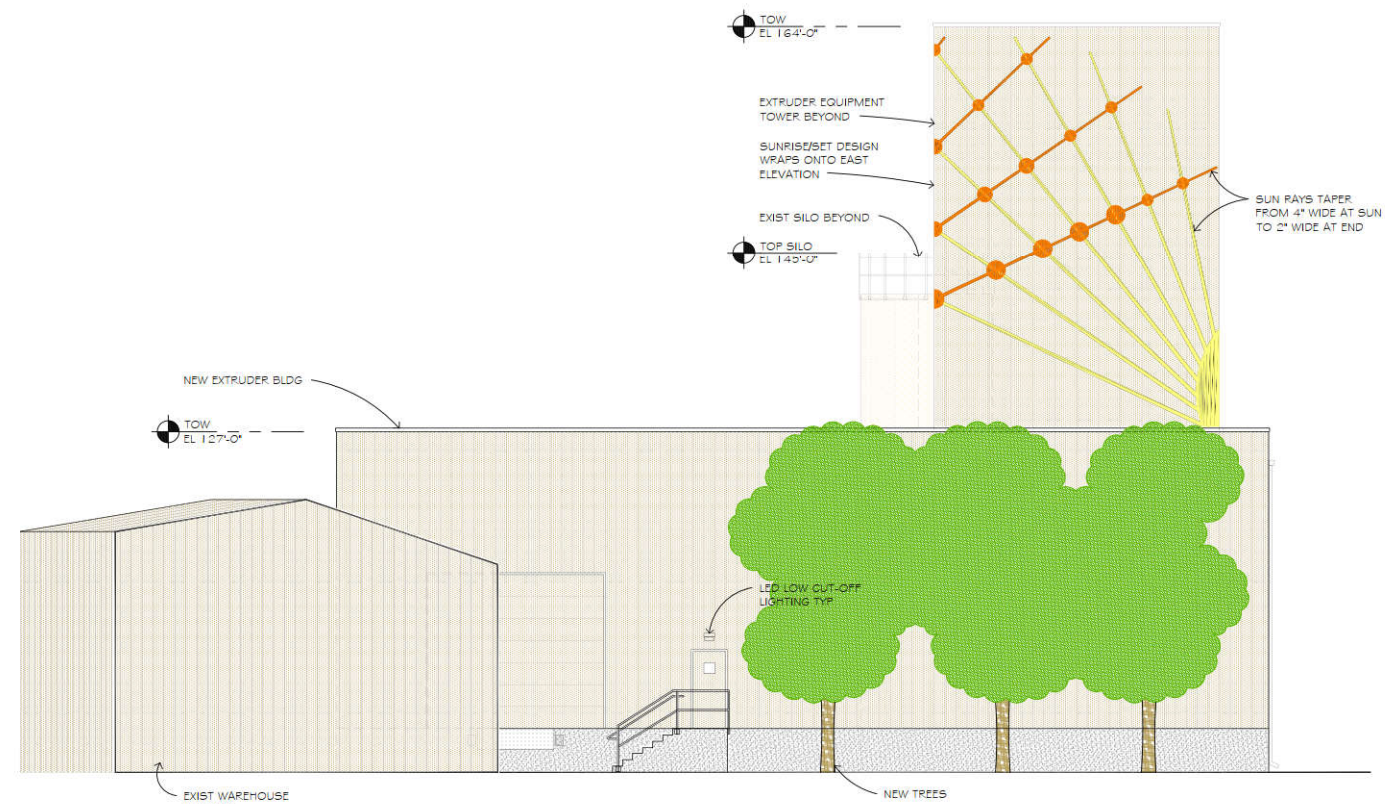 TOW
EL 164'-0"
EXTRUDER EQUIPMENT
TOWER BEYOND
SUNRISE/SET DESIGN
WRAPS ONTO EAST
ELEVATION
SUN RAYS TAPER
FROM 4" WIDE AT SUN
TO 2" WIDE AT END
EXIST SILO BEYOND
TOP SILO
EL 145'-0"
NEW EXTRUDER BLDG
TOW
EL 127'-0"
LED LOW CUT-OFF
LIGHTING TYP
EXIST WAREHOUSE
NEW TREES